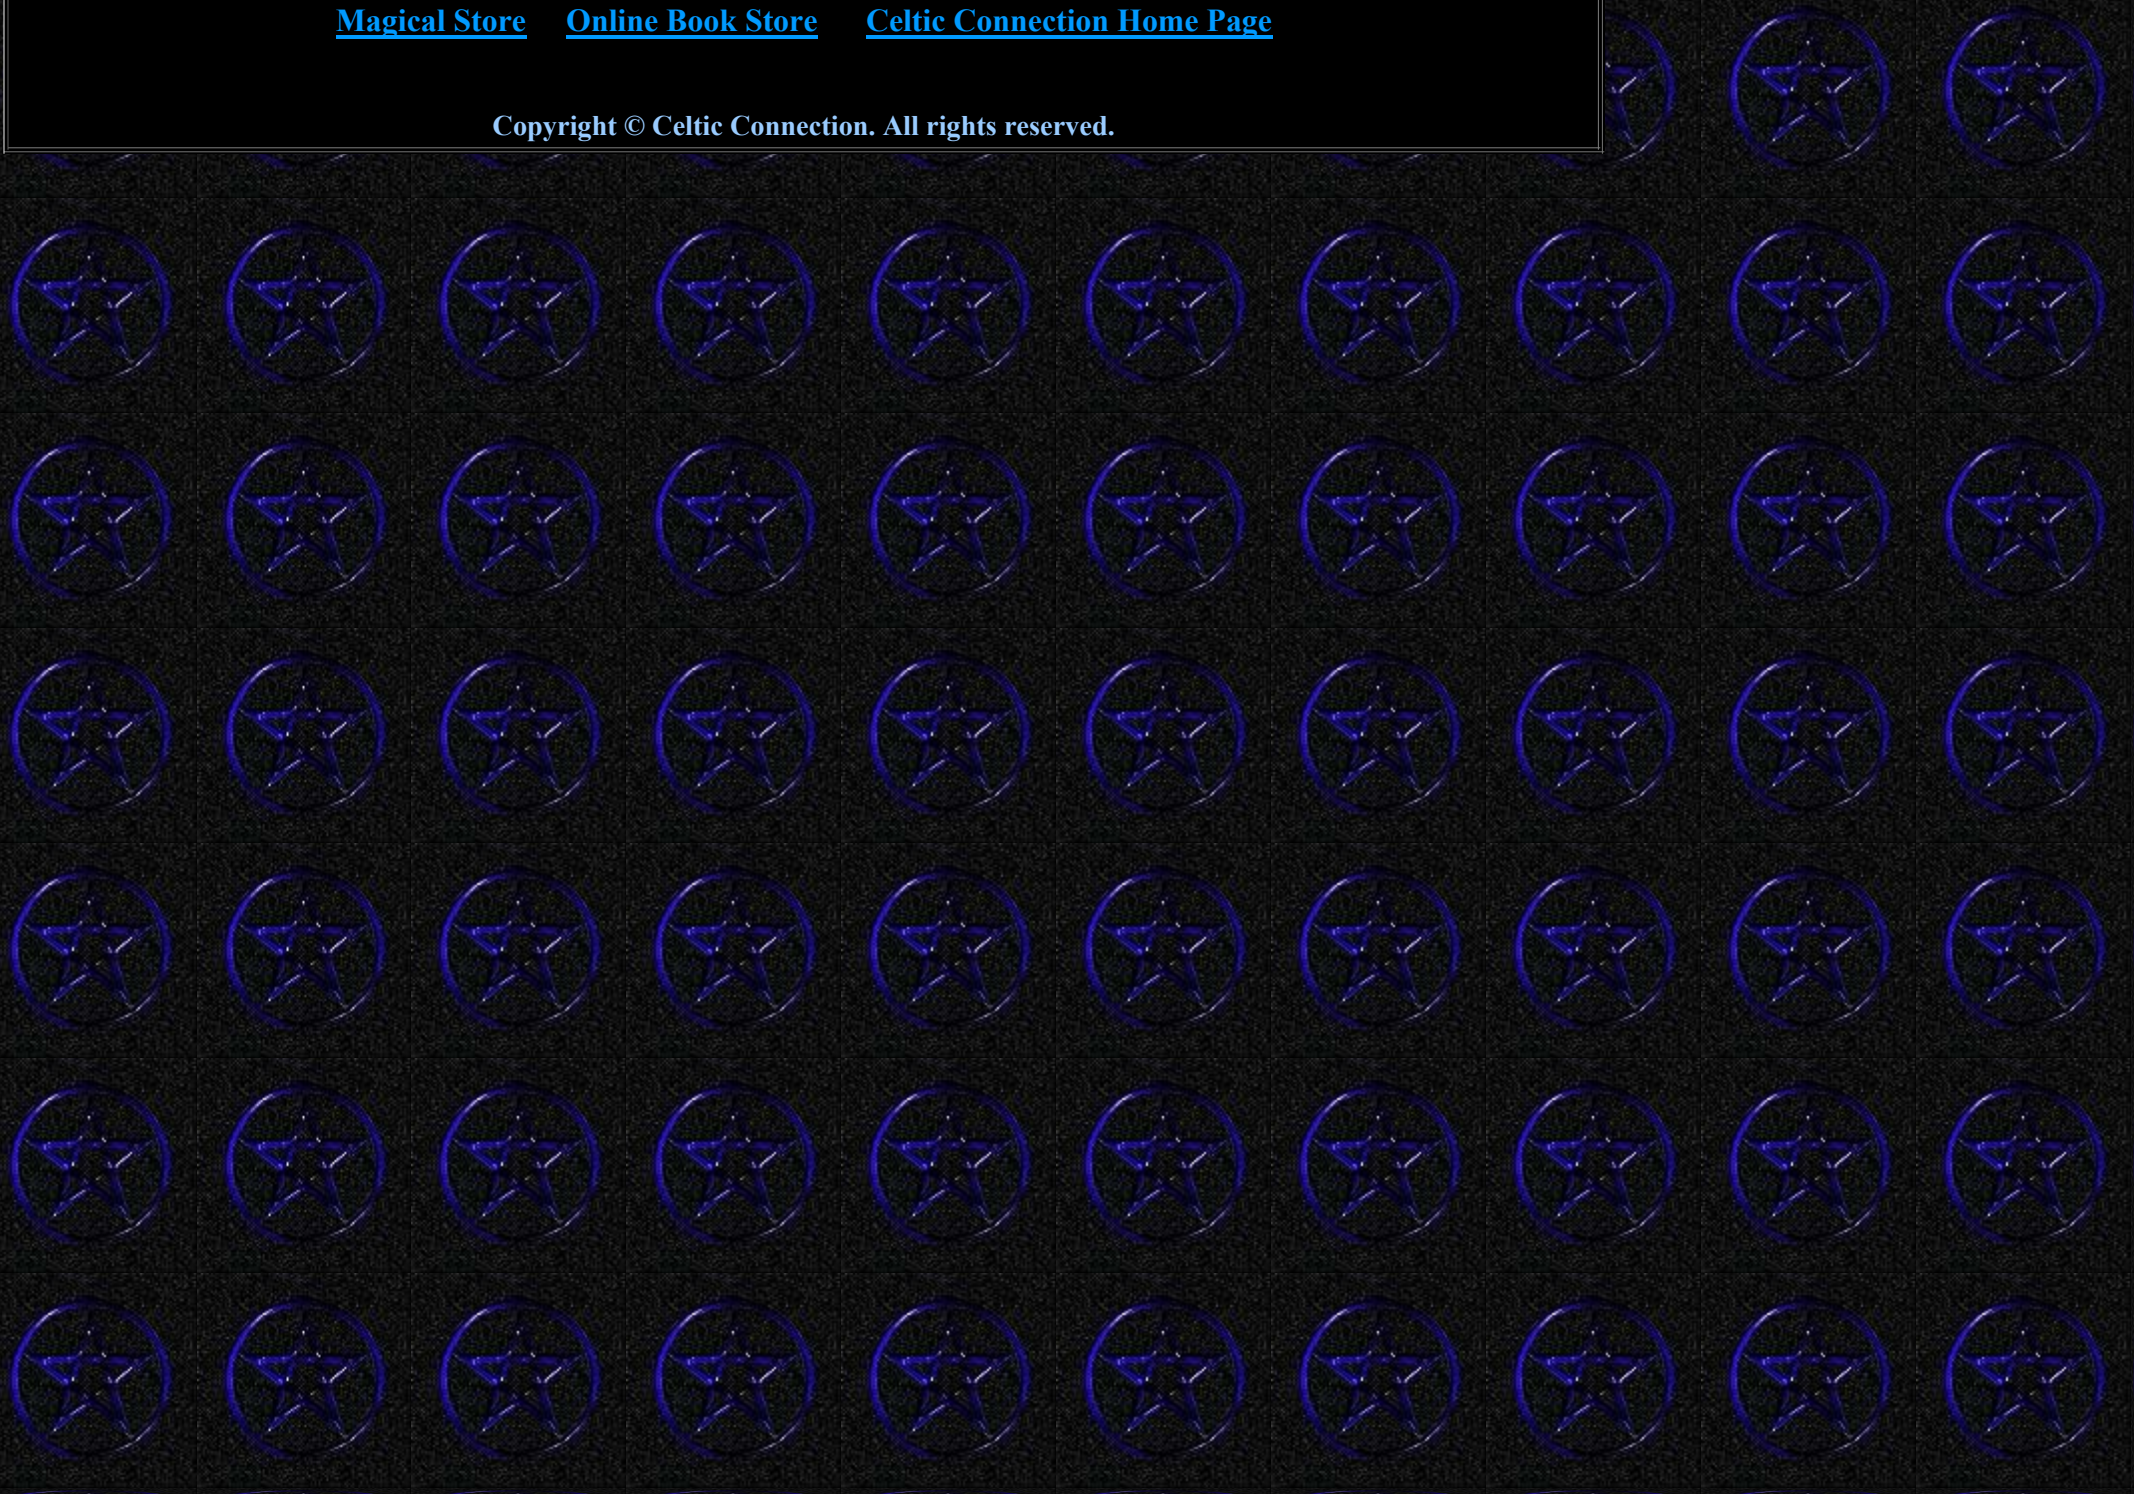 Magical Store Online Book Store Celtic Connection Home Page
Copyright © Celtic Connection. All rights reserved.